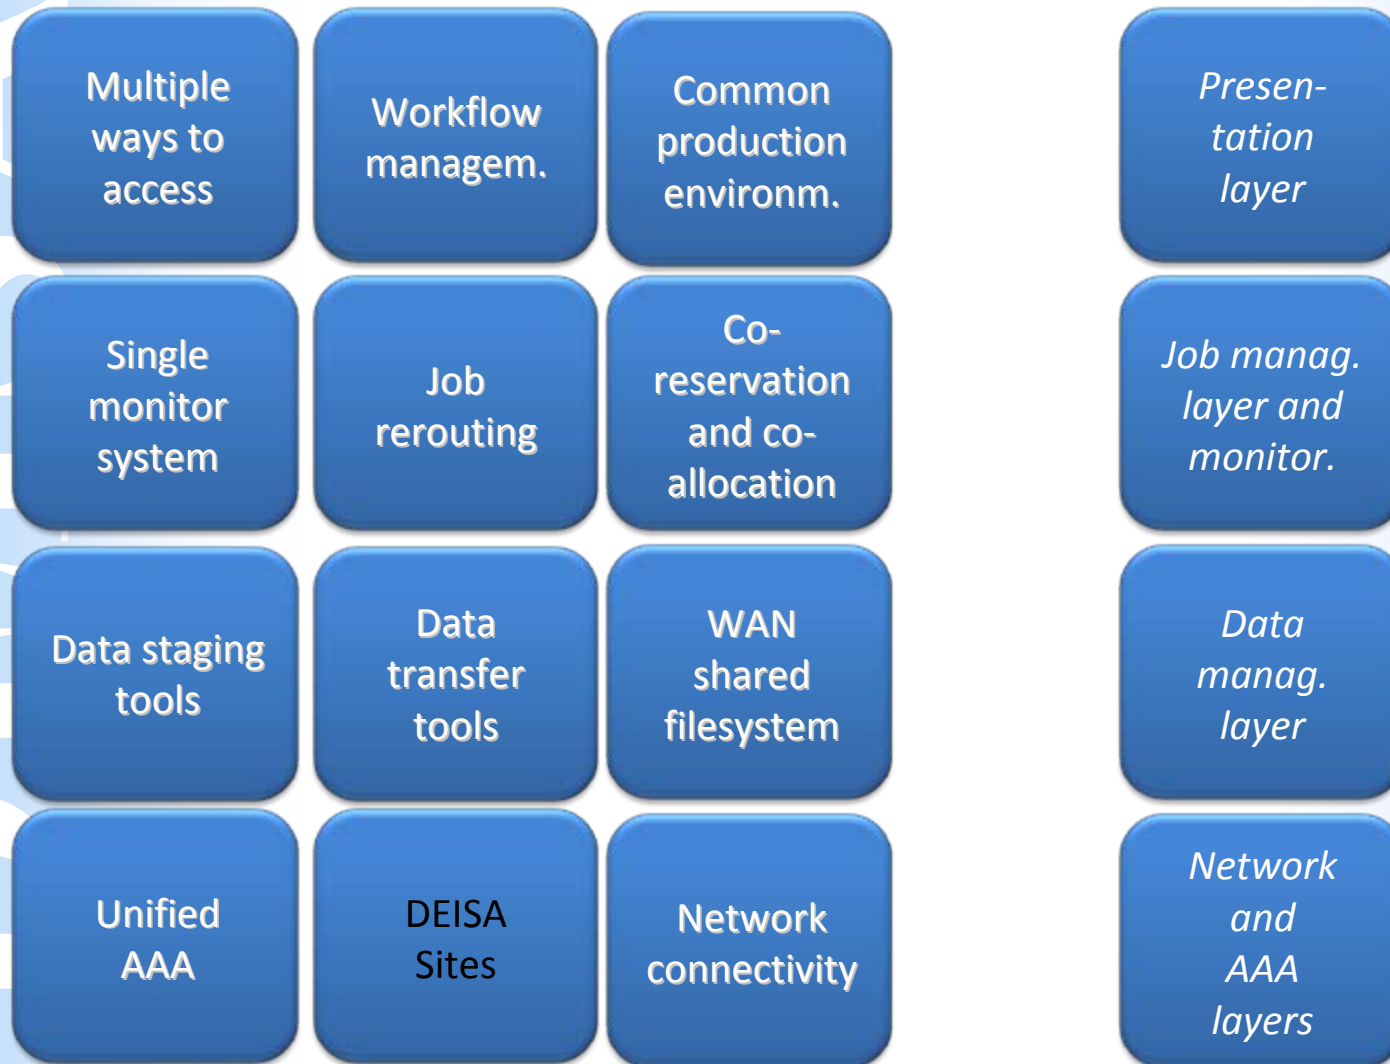 Multiple
ways to
access
Workflow
managem.
Common
production
environm.
Presen-
tation
layer
Single
monitor
system
Job
rerouting
Co-
reservation
and co-
allocation
Job manag.
layer and
monitor.
Data staging
tools
Data
transfer
tools
WAN
shared
filesystem
Data
manag.
layer
Unified
AAA
DEISA
Sites
Network
connectivity
Network
and
AAA
layers